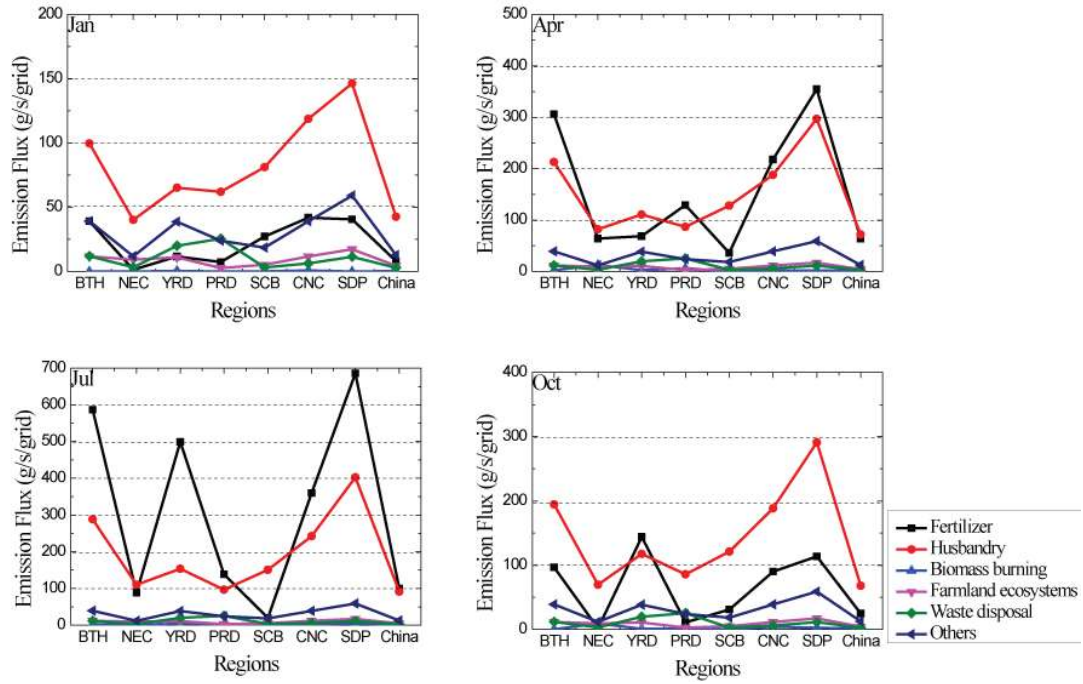 Jan
200
150
100
50
0
Emission Flux (g/s/grid)
BTH NEC YRD PRD SCB CNC SDP China
Regions
Apr
500
400
300
200
100
0
Emission Flux (g/s/grid)
BTH NEC YRD PRD SCB CNC SDP China
Regions
Jul
700
600
500
400
300
200
100
0
Emission Flux (g/s/grid)
BTH NEC YRD PRD SCB CNC SDP China
Regions
Oct
400
300
200
100
0
Emission Flux (g/s/grid)
BTH NEC YRD PRD SCB CNC SDP China
Regions
Fertilizer
Husbandry
Biomass burning
Farmland ecosystems
Waste disposal
Others